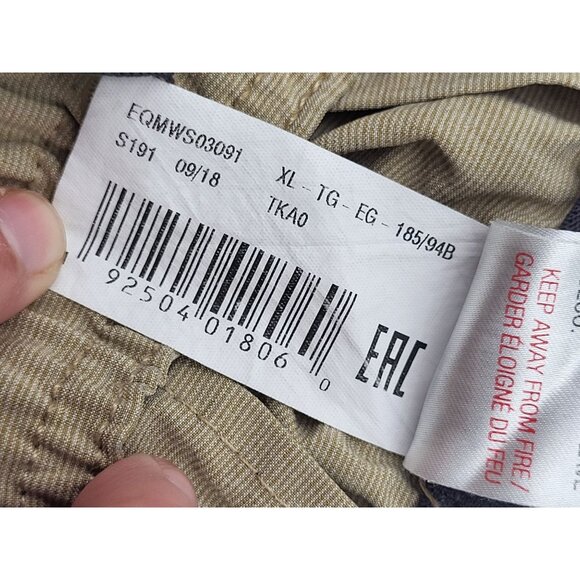 EQMWS03091
S191 09/18
XL - TG - EG - 185/94B
TKA0
92504 01806 0
EAC
KEEP AWAY FROM FIRE/
GARDER ÉLOIGNÉ DU FEU